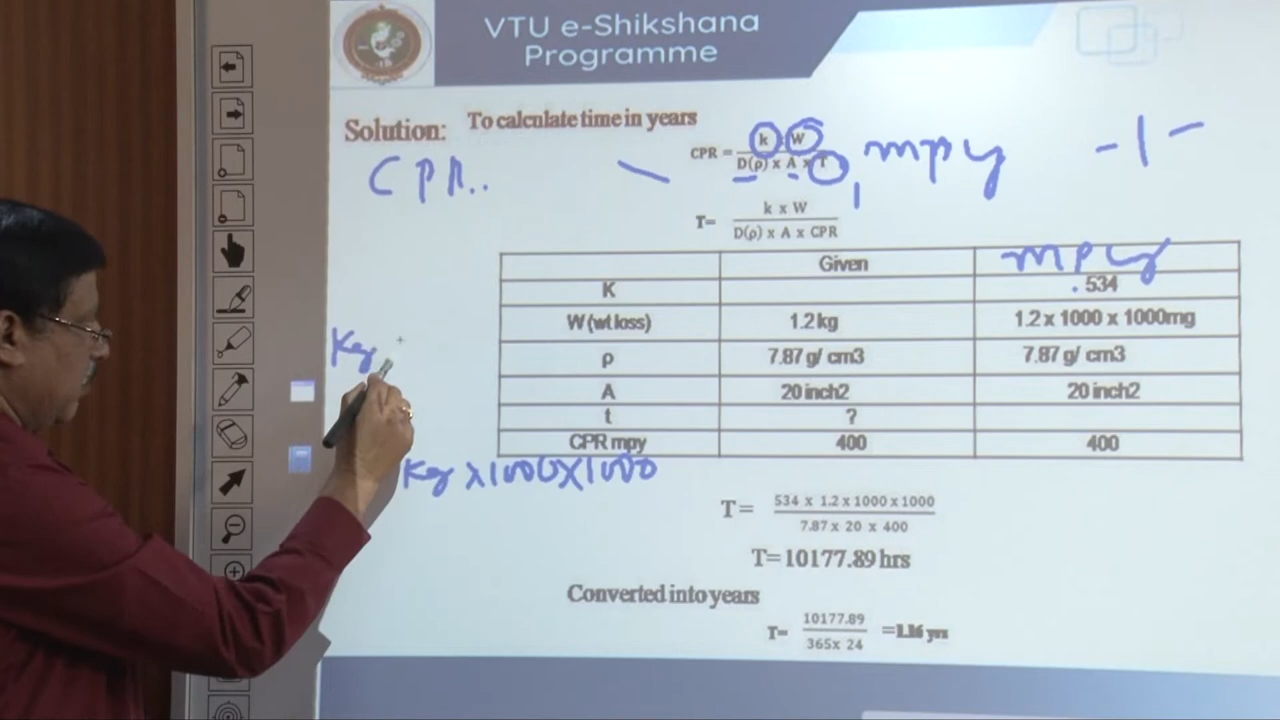 VTU e-Shikshana
Programme
Solution: To calculate time in years
CPR = k W
D(ρ) x A x T
mpy
CPR..
T= k x W
D(ρ) x A x CPR
mpy
Given
K .534
W (wt loss) 1.2 kg 1.2 x 1000 x 1000mg
ρ 7.87 g/ cm3 7.87 g/ cm3
A 20 inch2 20 inch2
t ?
CPR mpy 400 400
Kg
Kg x1000x1000
T = 534 x 1.2 x 1000 x 1000
7.87 x 20 x 400
T= 10177.89 hrs
Converted into years
T= 10177.89
365x 24
=1.16 yrs